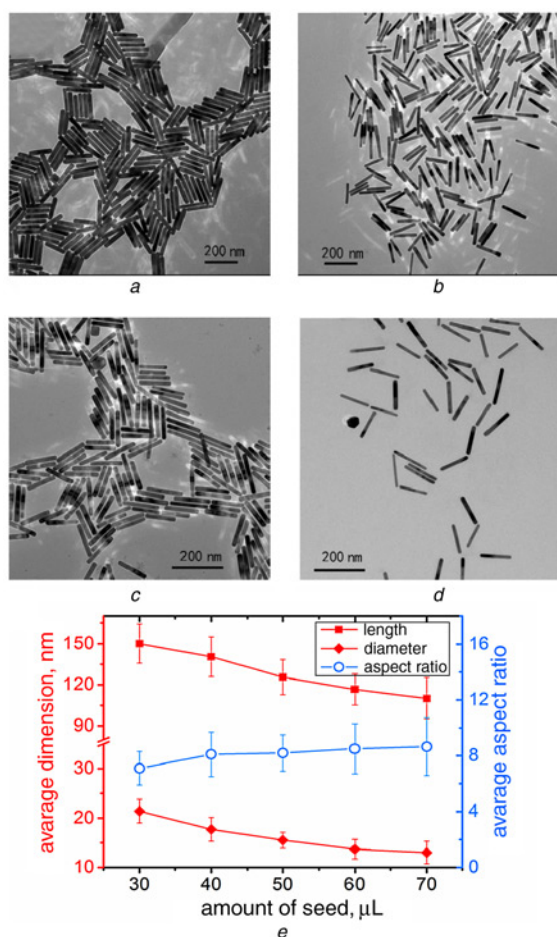 200 nm
200 nm
a
b
200 nm
200 nm
c
d
150
120
90
35
20
10
16
12
8
4
0
length
diameter
aspect ratio
avarage dimension, nm
avarage aspect ratio
30 40 50 60 70
amount of seed, μL
e